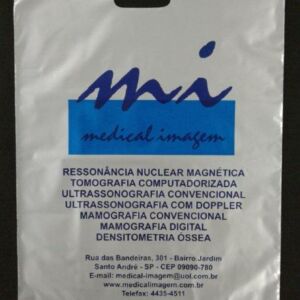 mi
medical imagem
RESSONÂNCIA NUCLEAR MAGNÉTICA
TOMOGRAFIA COMPUTADORIZADA
ULTRASSONOGRAFIA CONVENCIONAL
ULTRASSONOGRAFIA COM DOPPLER
MAMOGRAFIA CONVENCIONAL
MAMOGRAFIA DIGITAL
DENSITOMETRIA ÓSSEA
Rua das Bandeiras, 301 - Bairro Jardim
Santo André - SP - CEP 09090-780
E-mail: medical-imagem@uol.com.br
www.medicalimagem.com.br
Telefax: 4435-4511